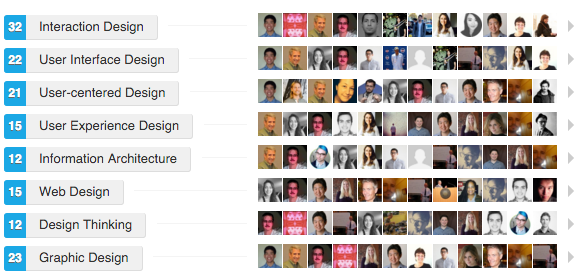 32 Interaction Design
22 User Interface Design
21 User-centered Design
15 User Experience Design
12 Information Architecture
15 Web Design
12 Design Thinking
23 Graphic Design